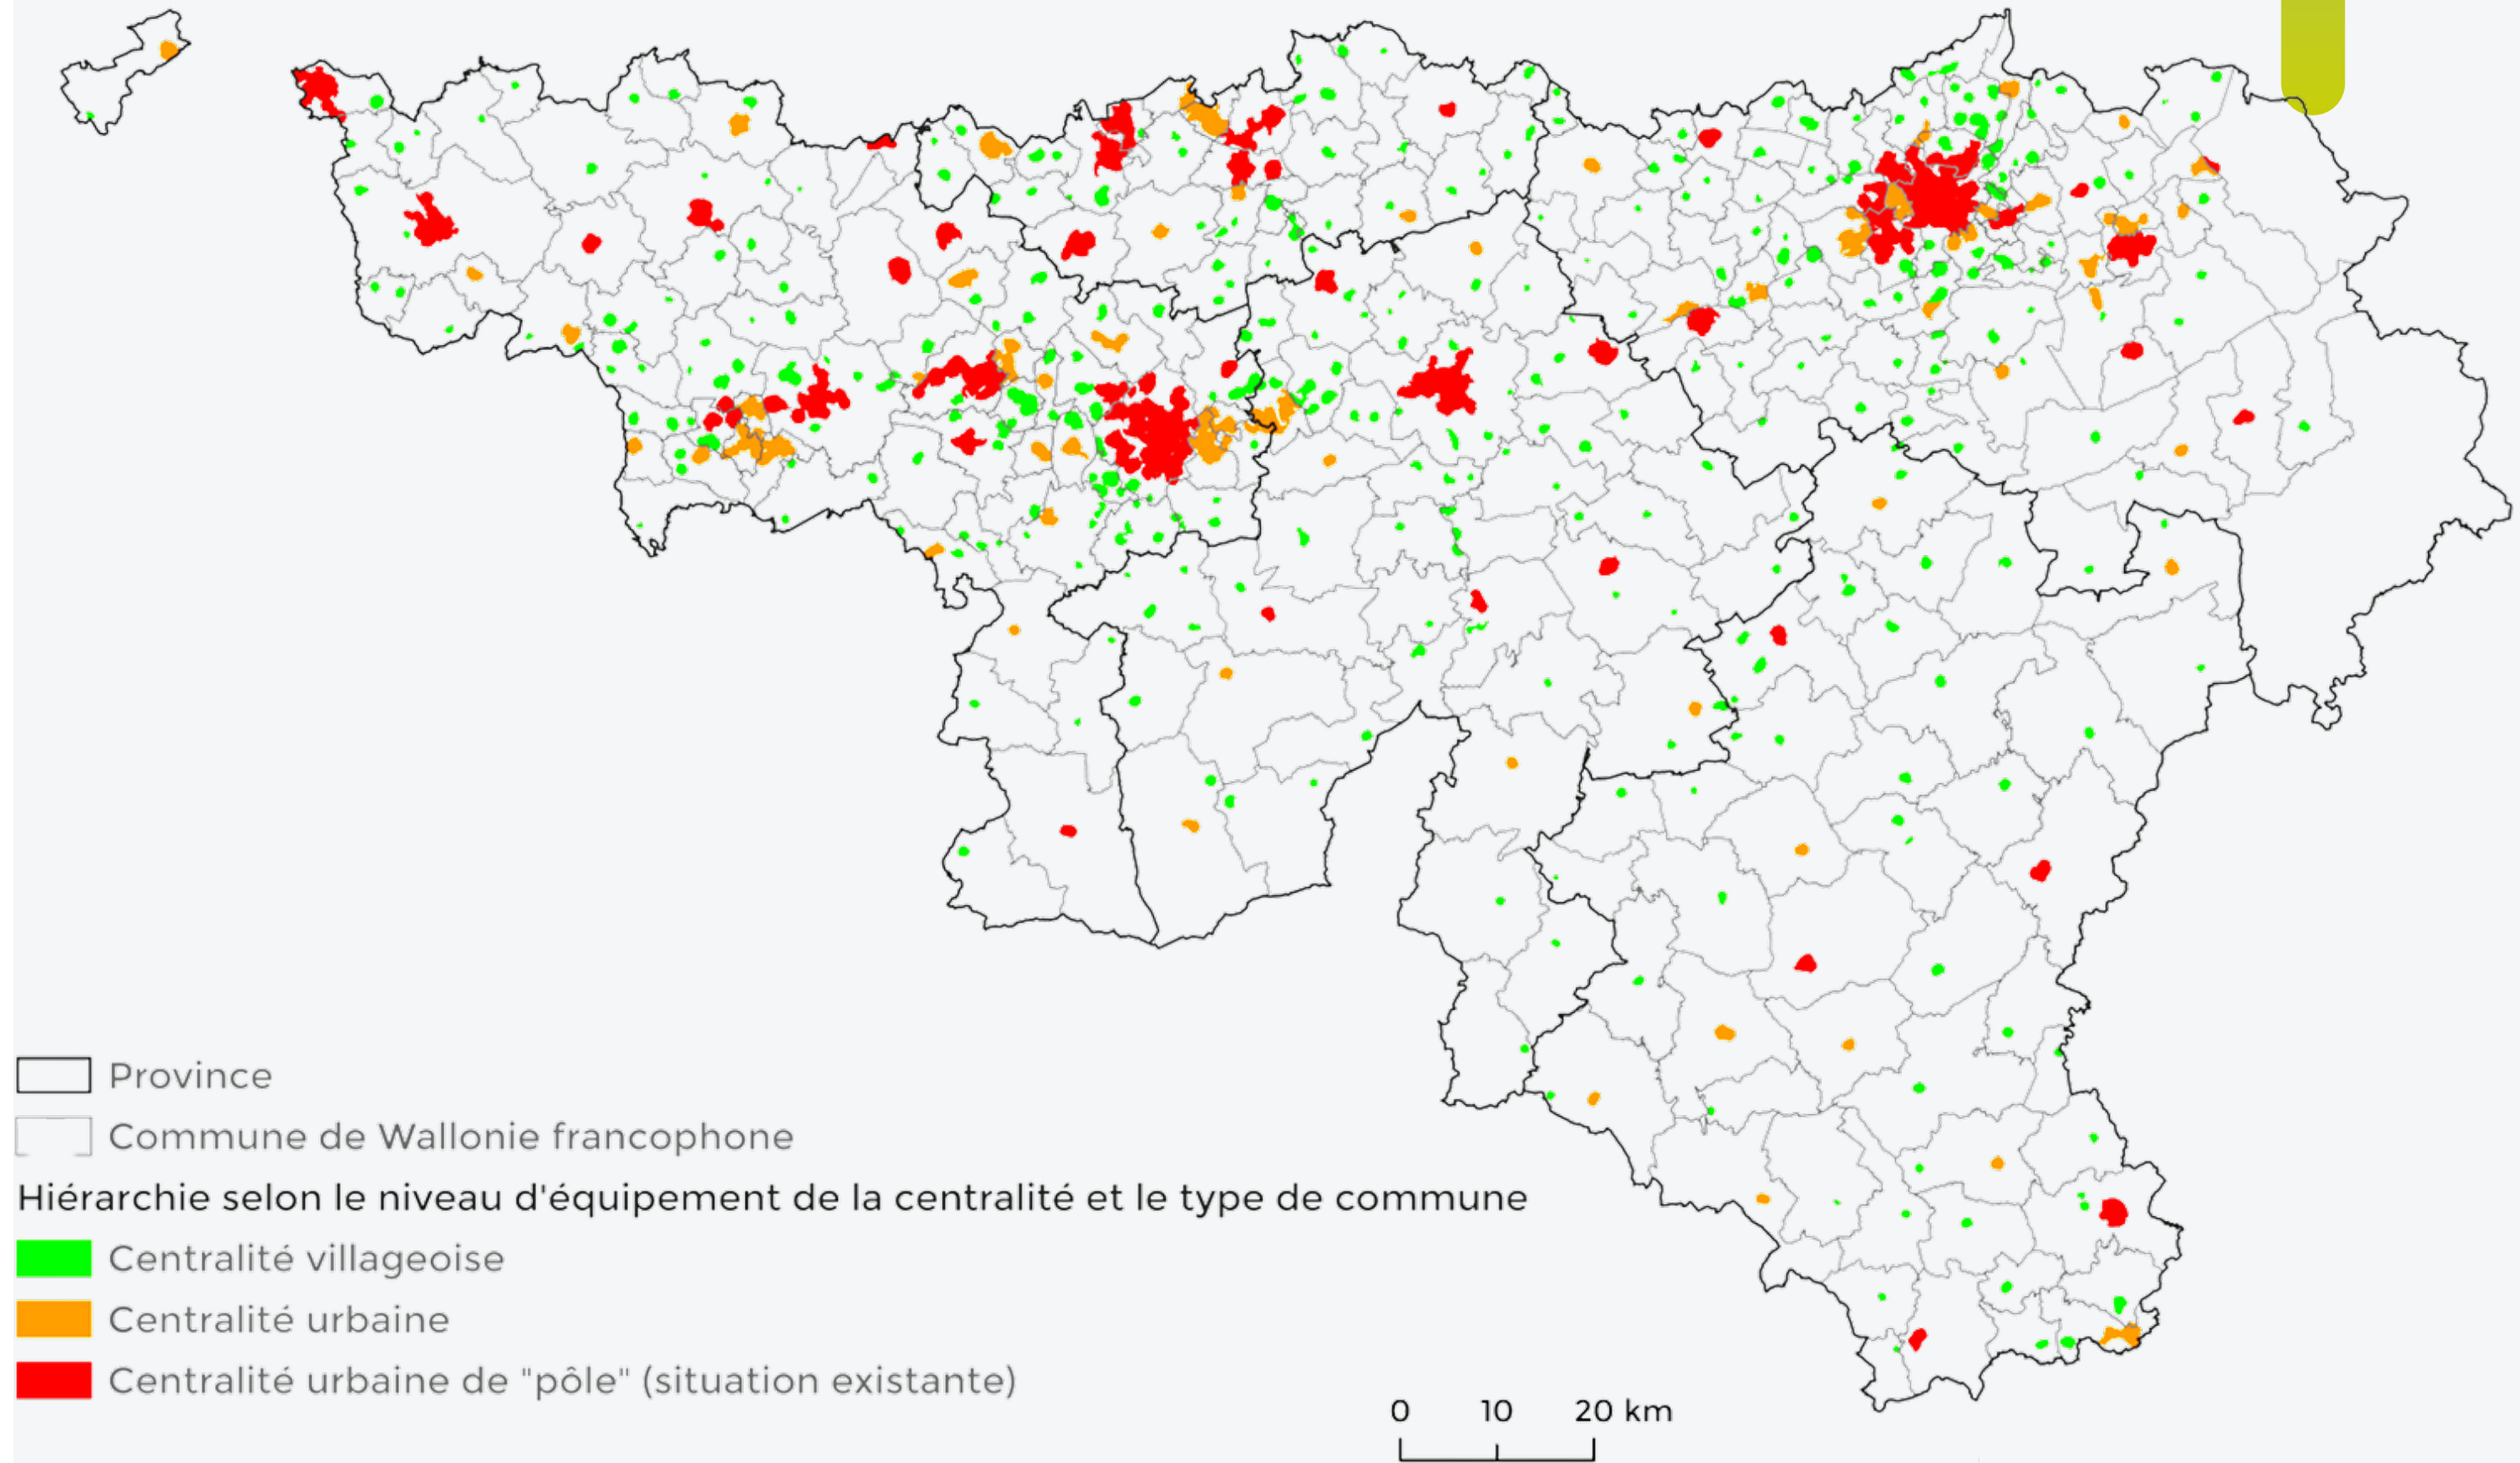 Province
Commune de Wallonie francophone
Hiérarchie selon le niveau d'équipement de la centralité et le type de commune
Centralité villageoise
Centralité urbaine
Centralité urbaine de "pôle" (situation existante)
0 10 20 km